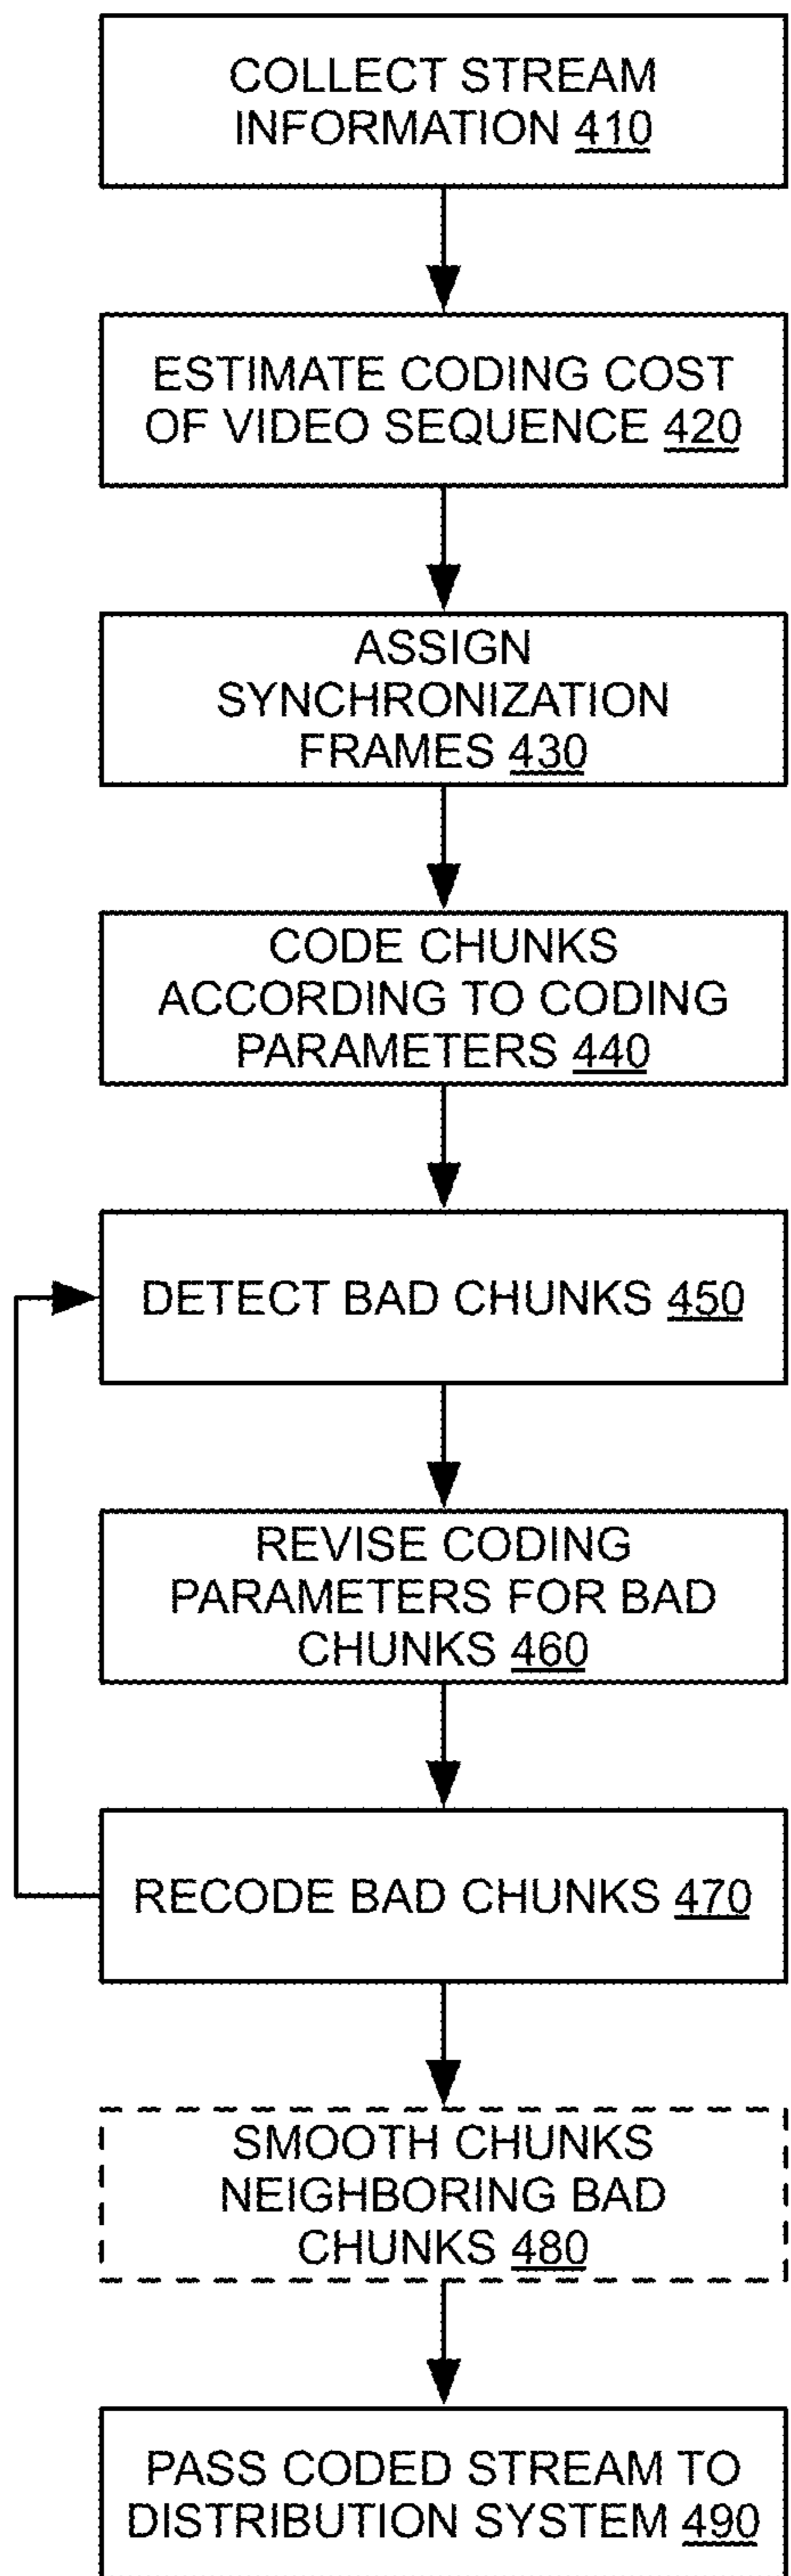 COLLECT STREAM
INFORMATION 410
ESTIMATE CODING COST
OF VIDEO SEQUENCE 420
ASSIGN
SYNCHRONIZATION
FRAMES 430
CODE CHUNKS
ACCORDING TO CODING
PARAMETERS 440
DETECT BAD CHUNKS 450
REVISE CODING
PARAMETERS FOR BAD
CHUNKS 460
RECODE BAD CHUNKS 470
SMOOTH CHUNKS
NEIGHBORING BAD
CHUNKS 480
PASS CODED STREAM TO
DISTRIBUTION SYSTEM 490